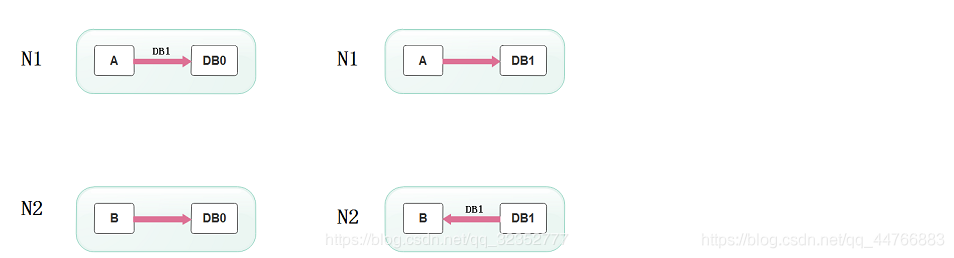 N1 A DB1 DB0 N1 A DB1
N2 B DB0 N2 B DB1 DB1
https://blog.csdn.net/qq_32352777 https://blog.csdn.net/qq_44766883